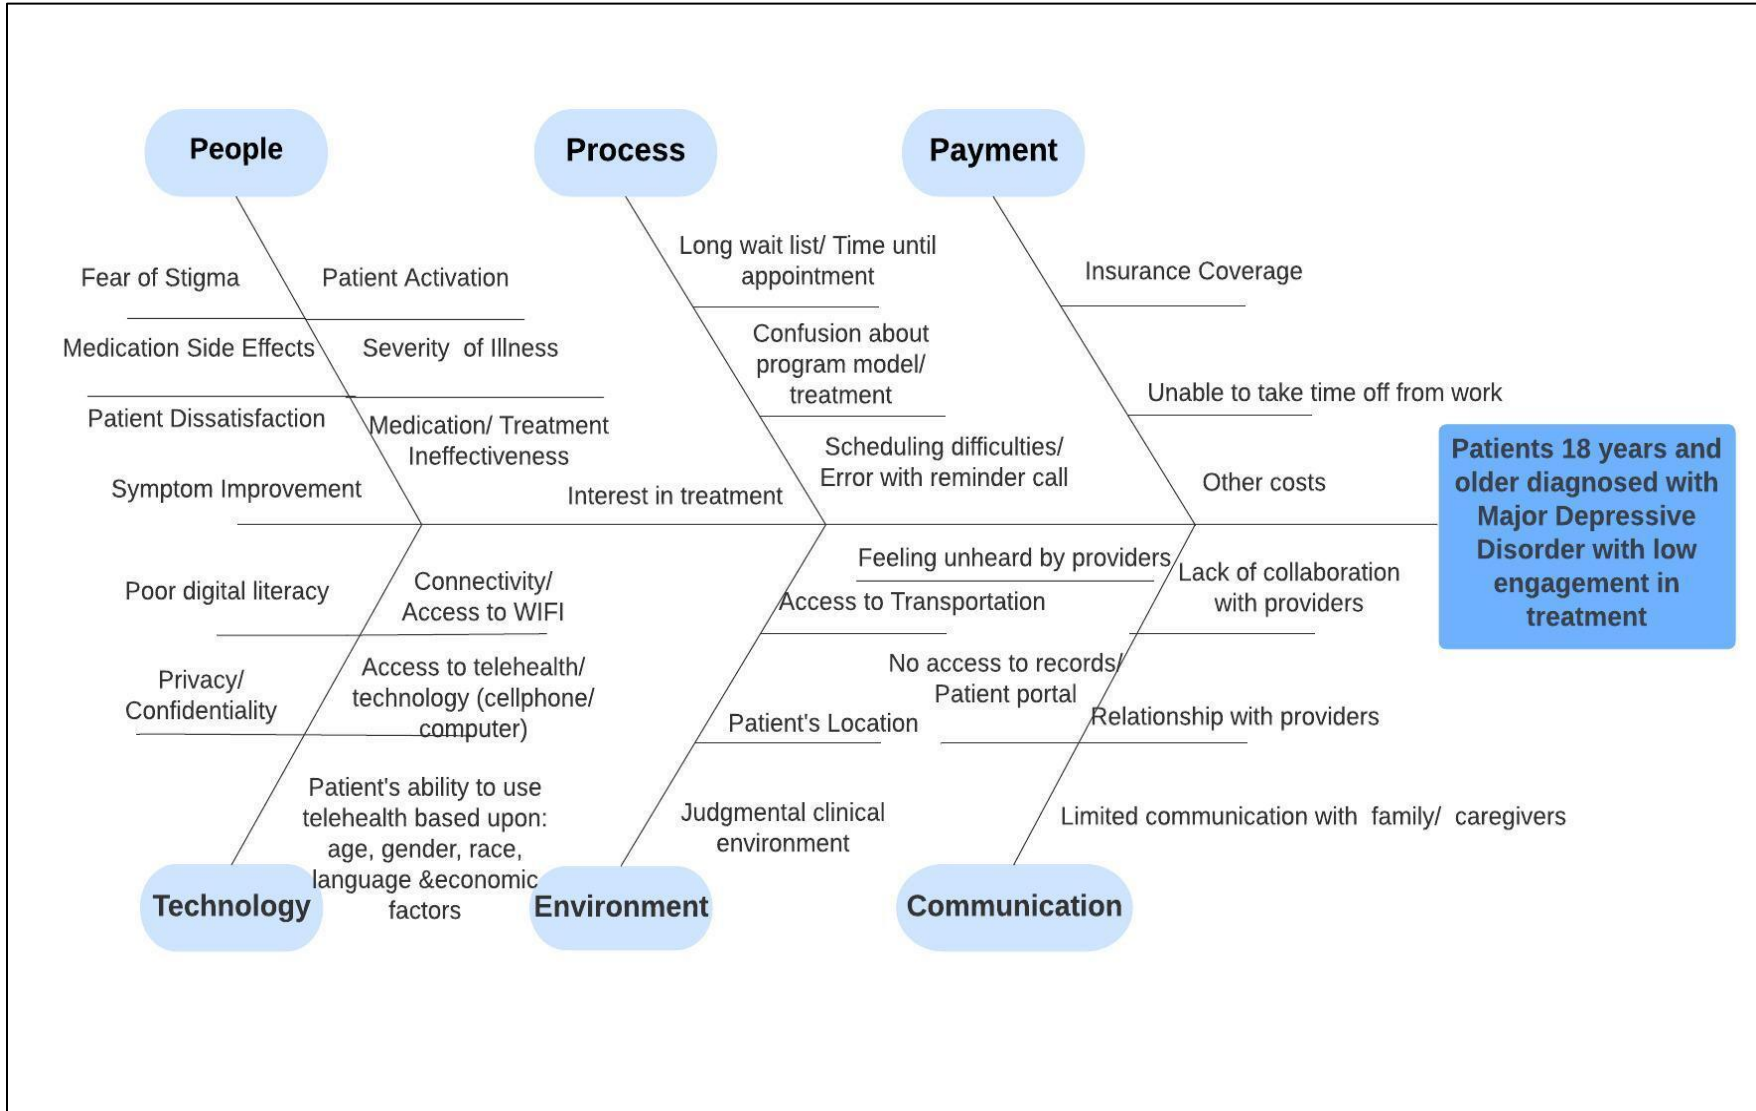 People
Process
Payment
Fear of Stigma
Patient Activation
Medication Side Effects
Severity  of Illness
Patient Dissatisfaction
Medication/ Treatment
Ineffectiveness
Symptom Improvement
Interest in treatment
Long wait list/ Time until
appointment
Confusion about
program model/
treatment
Scheduling difficulties/
Error with reminder call
Insurance Coverage
Unable to take time off from work
Other costs
Patients 18 years and
older diagnosed with
Major Depressive
Disorder with low
engagement in
treatment
Poor digital literacy
Connectivity/
Access to WIFI
Privacy/
Confidentiality
Access to telehealth/
technology (cellphone/
computer)
Patient's ability to use
telehealth based upon:
age, gender, race,
language &economic
factors
Feeling unheard by providers
Access to Transportation
Patient's Location
Judgmental clinical
environment
Lack of collaboration
with providers
No access to records/
Patient portal
Relationship with providers
Limited communication with  family/  caregivers
Technology
Environment
Communication